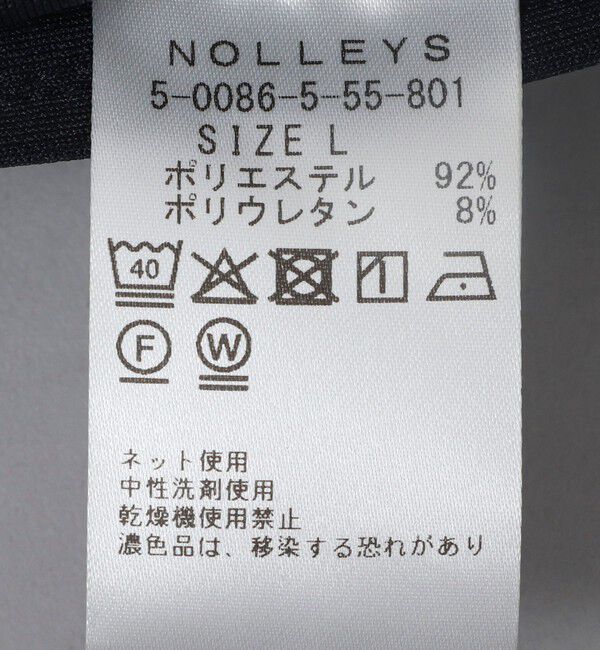 NOLLEYS
5-0086-5-55-801
SIZE L
ポリエステル 92%
ポリウレタン 8%
40
F W
ネット使用
中性洗剤使用
乾燥機使用禁止
濃色品は、移染する恐れがあり